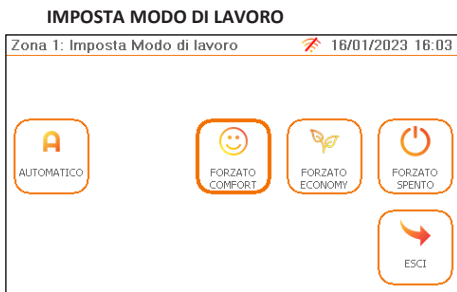 IMPOSTA MODO DI LAVORO
Zona 1: Imposta Modo di lavoro 16/01/2023 16:03
A
AUTOMATICO
FORZATO
COMFORT
FORZATO
ECONOMY
FORZATO
SPENTO
ESCI